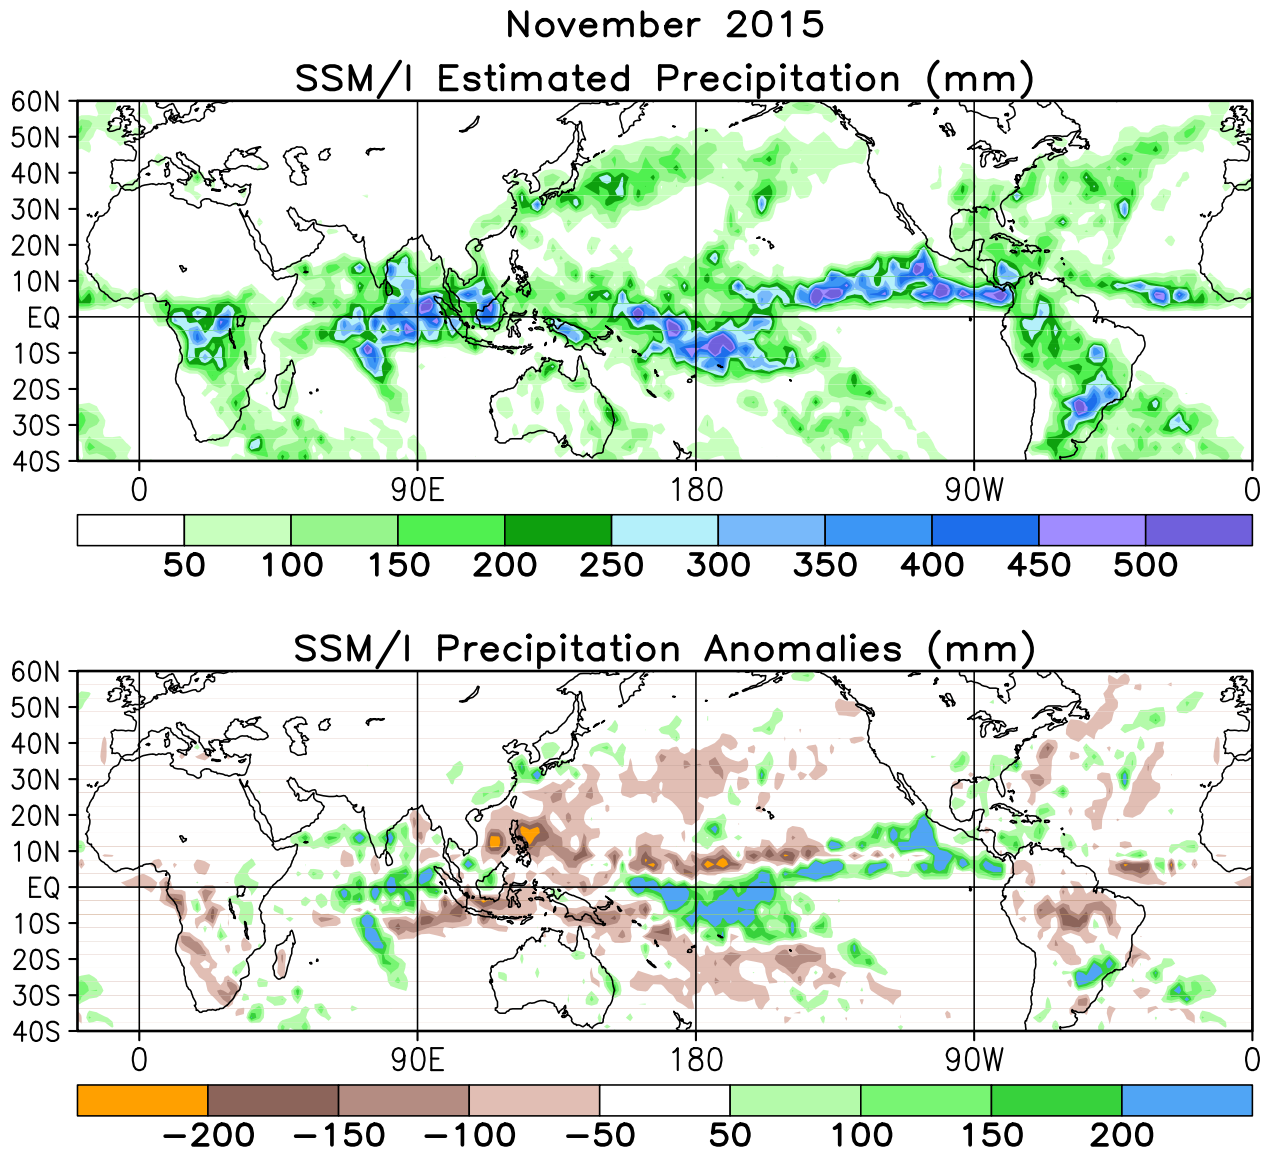 November 2015
SSM/I Estimated Precipitation (mm)
60N
50N
40N
30N
20N
10N
EQ
10S
20S
30S
40S
0 90E 180 90W 0
50 100 150 200 250 300 350 400 450 500
SSM/I Precipitation Anomalies (mm)
60N
50N
40N
30N
20N
10N
EQ
10S
20S
30S
40S
0 90E 180 90W 0
−200 −150 −100 −50 50 100 150 200